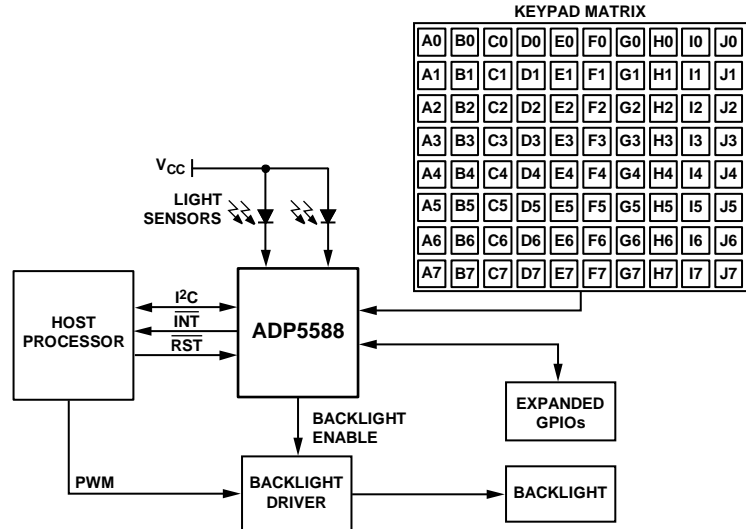 KEYPAD MATRIX
A0 B0 C0 D0 E0 F0 G0 H0 I0 J0
A1 B1 C1 D1 E1 F1 G1 H1 I1 J1
A2 B2 C2 D2 E2 F2 G2 H2 I2 J2
A3 B3 C3 D3 E3 F3 G3 H3 I3 J3
A4 B4 C4 D4 E4 F4 G4 H4 I4 J4
A5 B5 C5 D5 E5 F5 G5 H5 I5 J5
A6 B6 C6 D6 E6 F6 G6 H6 I6 J6
A7 B7 C7 D7 E7 F7 G7 H7 I7 J7
VCC
LIGHT
SENSORS
HOST
PROCESSOR
I²C
INT
RST
ADP5588
BACKLIGHT
ENABLE
EXPANDED
GPIOs
PWM
BACKLIGHT
DRIVER
BACKLIGHT